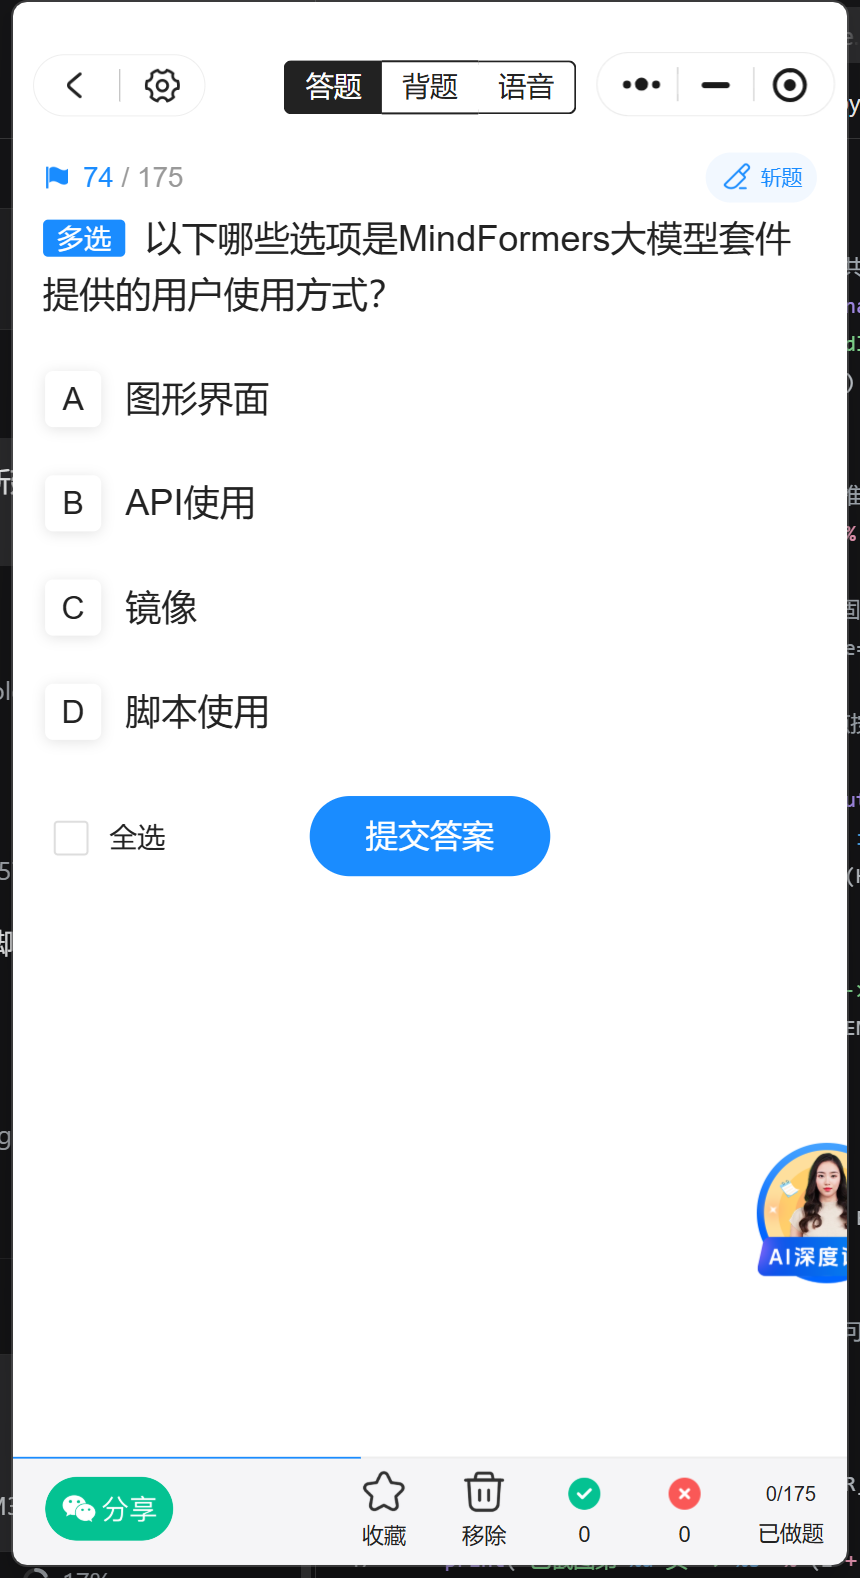 答题 背题 语音
74 / 175
斩题
多选 以下哪些选项是MindFormers大模型套件
提供的用户使用方式?
A 图形界面
B API使用
C 镜像
D 脚本使用
全选
提交答案
AI深度
分享
收藏
移除
0
0
0/175
已做题
17%